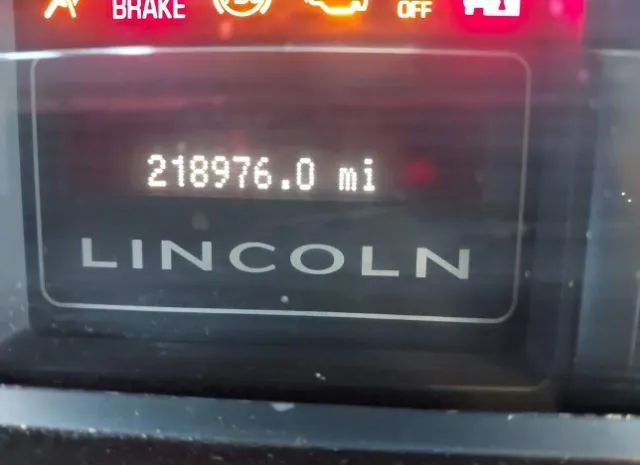 BRAKE
OFF
218976.0 mi
LINCOLN